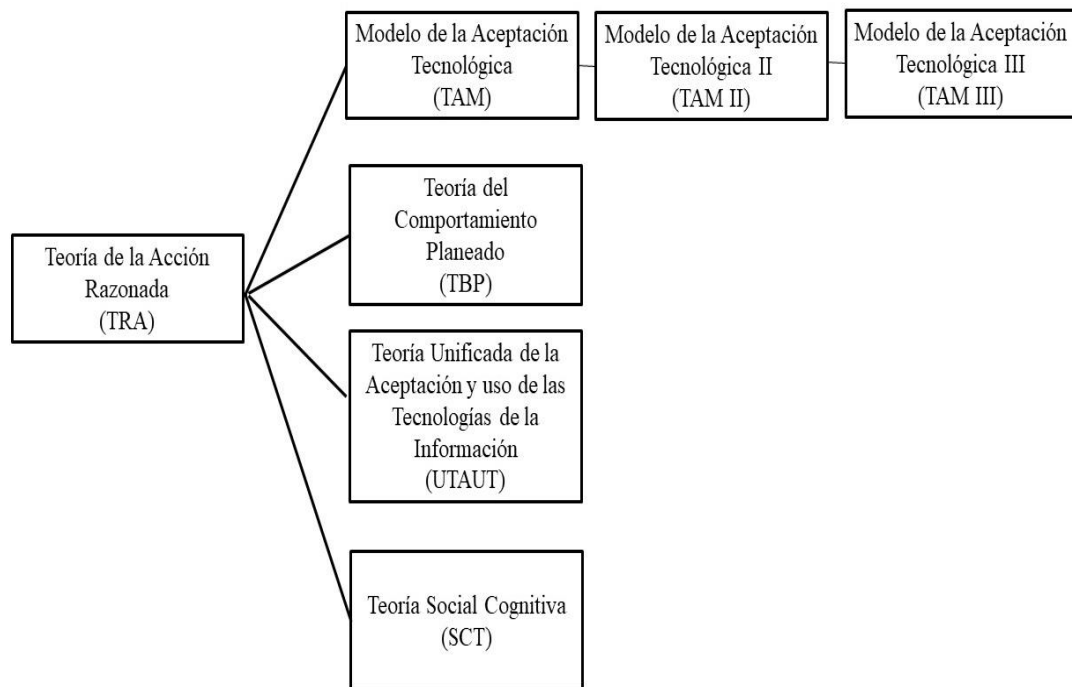 Modelo de la Aceptación
Tecnológica
(TAM)
Modelo de la Aceptación
Tecnológica II
(TAM II)
Modelo de la Aceptación
Tecnológica III
(TAM III)
Teoría del
Comportamiento
Planeado
(TBP)
Teoría de la Acción
Razonada
(TRA)
Teoría Unificada de la
Aceptación y uso de las
Tecnologías de la
Información
(UTAUT)
Teoría Social Cognitiva
(SCT)